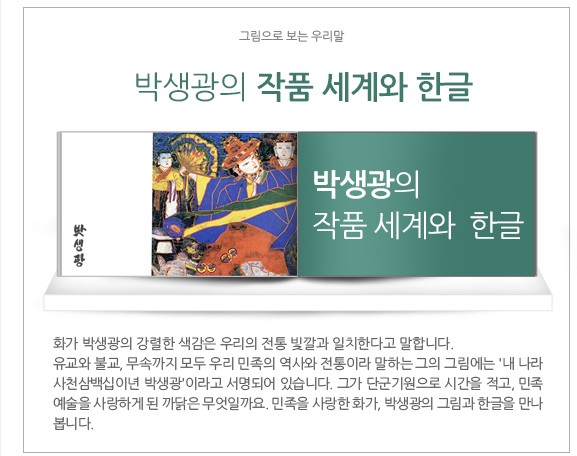 그림으로 보는 우리말
박생광의 작품 세계와 한글
박생광
박생광의
작품 세계와 한글
화가 박생광의 강렬한 색감은 우리의 전통 빛깔과 일치한다고 말합니다.
유교와 불교, 무속까지 모두 우리 민족의 역사와 전통이라 말하는 그의 그림에는 '내 나라
사천삼백십이년 박생광'이라고 서명되어 있습니다. 그가 단군기원으로 시간을 적고, 민족
예술을 사랑하게 된 까닭은 무엇일까요. 민족을 사랑한 화가, 박생광의 그림과 한글을 만나
봅니다.